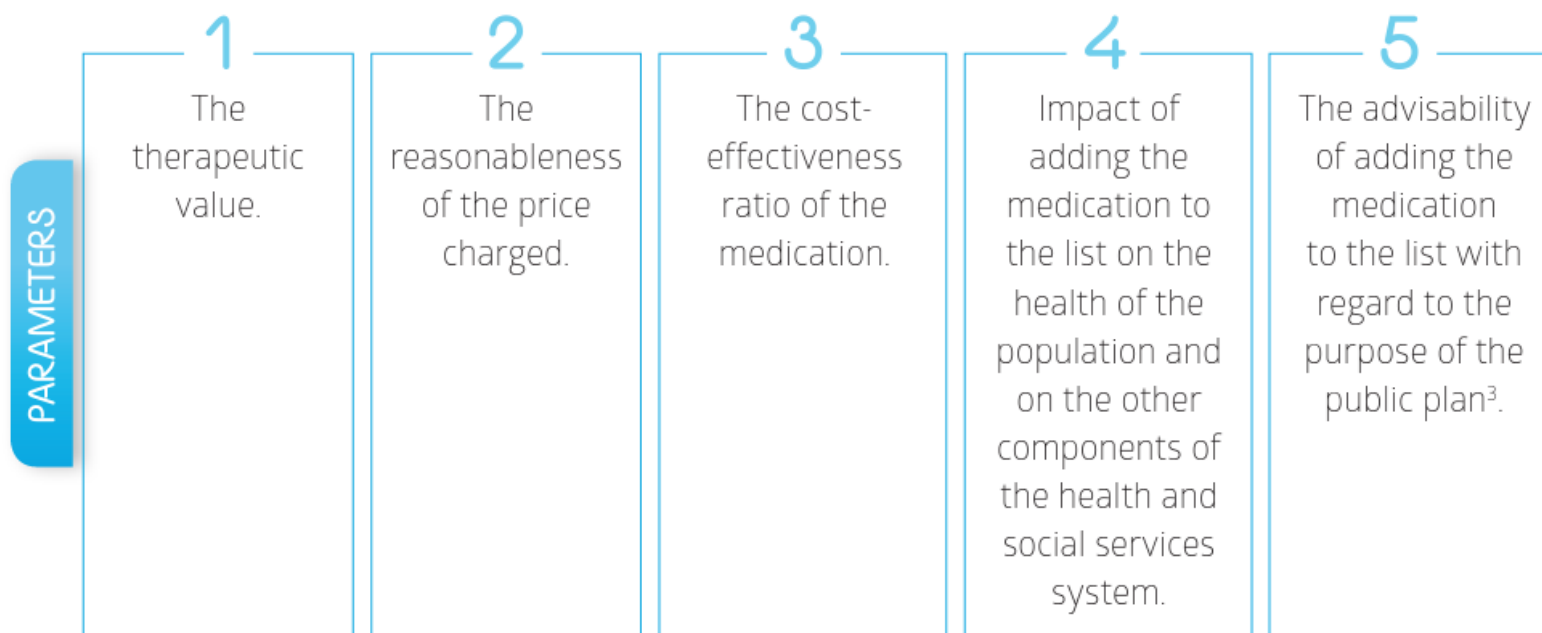 PARAMETERS
1
The
therapeutic
value.
2
The
reasonableness
of the price
charged.
3
The cost-
effectiveness
ratio of the
medication.
4
Impact of
adding the
medication to
the list on the
health of the
population and
on the other
components of
the health and
social services
system.
5
The advisability
of adding the
medication
to the list with
regard to the
purpose of the
public plan³.